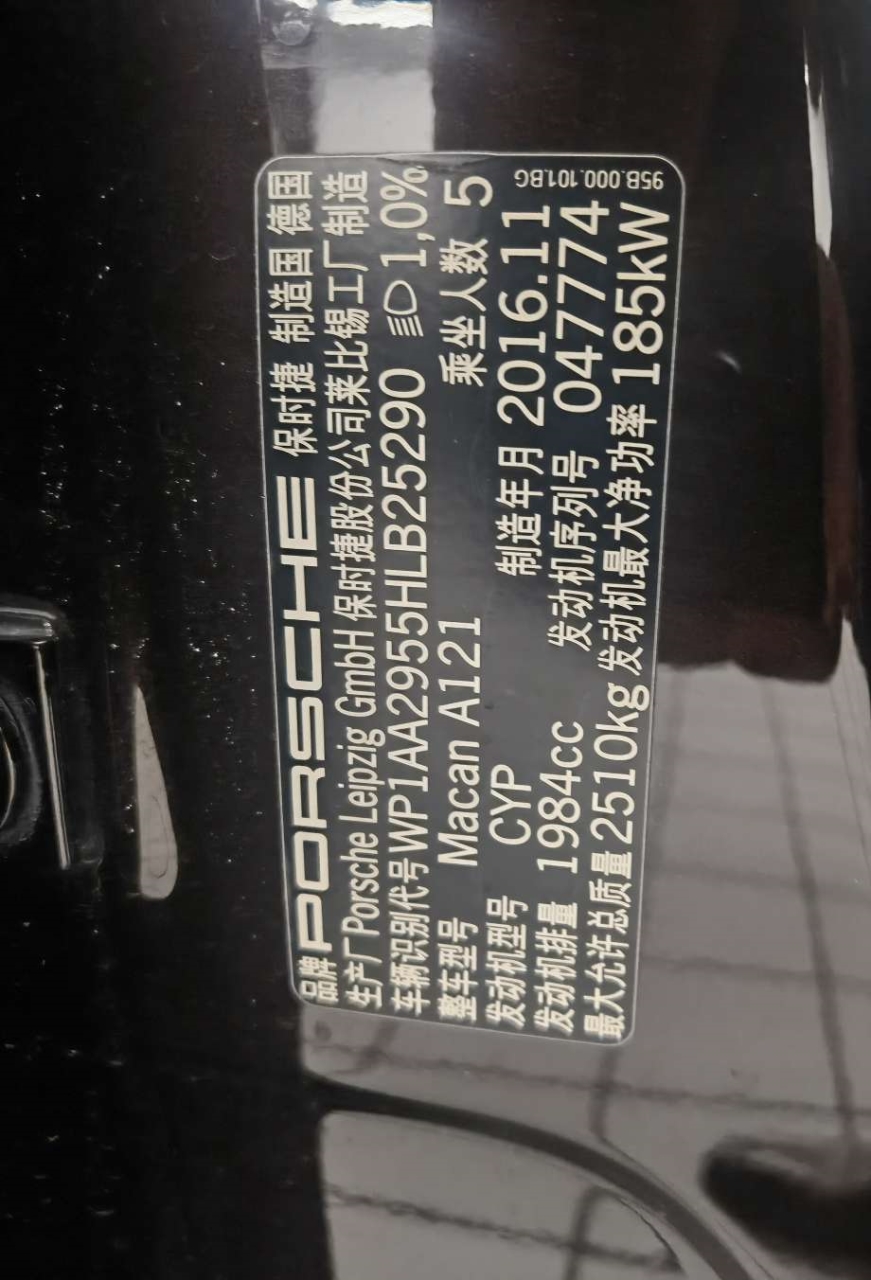 品牌 PORSCHE 保时捷 制造国 德国
生产厂 Porsche Leipzig GmbH 保时捷股份公司莱比锡工厂制造
车辆识别代号 WP1AA2955HLB25290 1,0%
整车型号 Macan A121 乘坐人数 5
发动机型号 CYP 制造年月 2016.11
发动机排量 1984cc 发动机序列号 047774
最大允许总质量 2510kg 发动机最大净功率 185kW
95B.000.101.BG